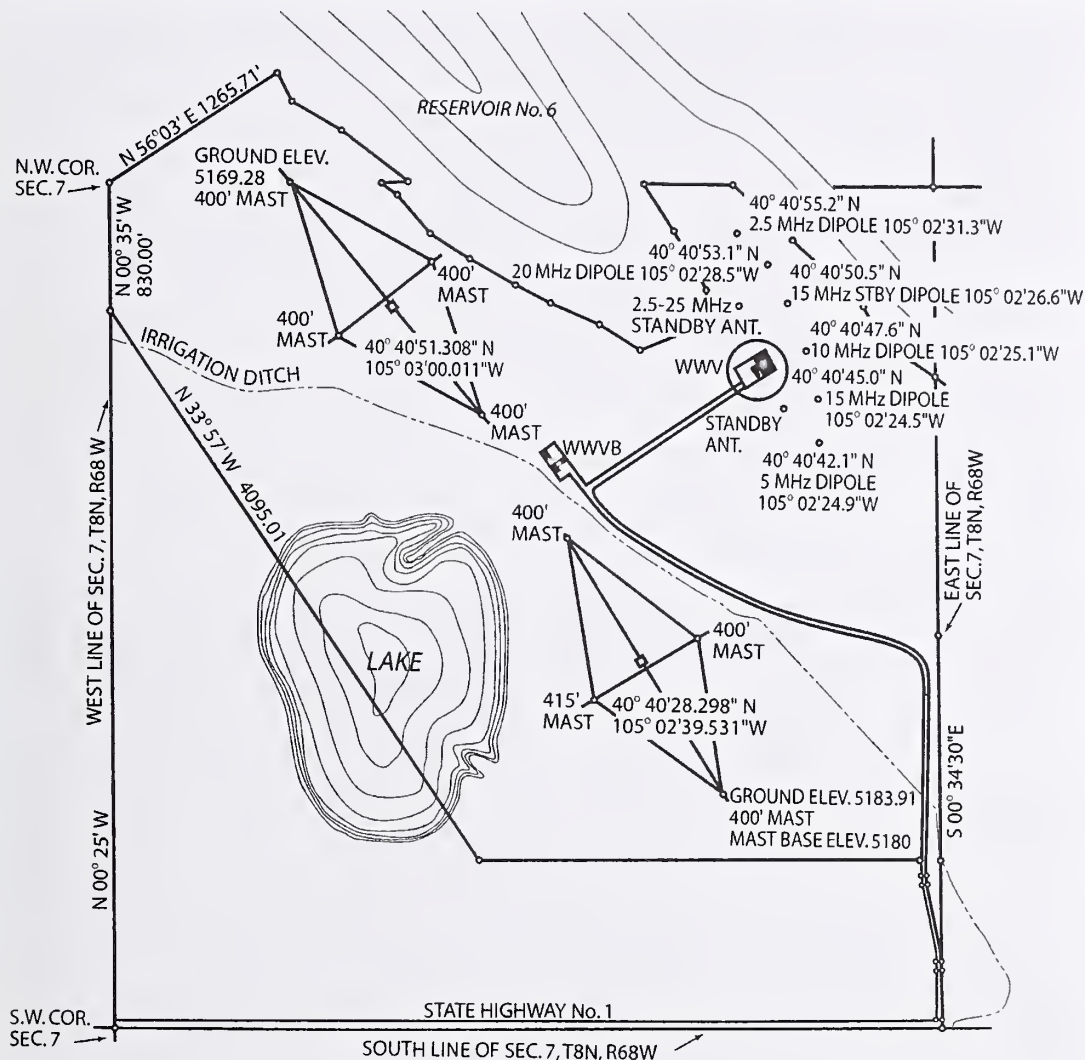 RESERVOIR No. 6
N 56° 03' E 1265.71'
N.W. COR.
SEC. 7
GROUND ELEV.
5169.28
400' MAST
N 00° 35' W
830.00'
40° 40'55.2" N
2.5 MHz DIPOLE 105° 02'31.3"W
40° 40'53.1" N
20 MHz DIPOLE 105° 02'28.5"W
400'
MAST
2.5-25 MHz
STANDBY ANT.
40° 40'50.5" N
15 MHz STBY DIPOLE 105° 02'26.6"W
400'
MAST
40° 40'51.308" N
105° 03'00.011"W
IRRIGATION DITCH
40° 40'47.6" N
10 MHz DIPOLE 105° 02'25.1"W
WWV
40° 40'45.0" N
15 MHz DIPOLE
105° 02'24.5"W
400'
MAST
STANDBY
ANT.
WWVB
40° 40'42.1" N
5 MHz DIPOLE
105° 02'24.9"W
N 33° 57' W 4095.01
WEST LINE OF SEC. 7, T8N, R68 W
400'
MAST
EAST LINE OF
SEC.7, T8N, R68W
LAKE
400'
MAST
415'
MAST
40° 40'28.298" N
105° 02'39.531"W
S 00° 34'30"E
GROUND ELEV. 5183.91
400' MAST
MAST BASE ELEV. 5180
N 00° 25' W
STATE HIGHWAY No. 1
S.W. COR.
SEC. 7
SOUTH LINE OF SEC. 7, T8N, R68W